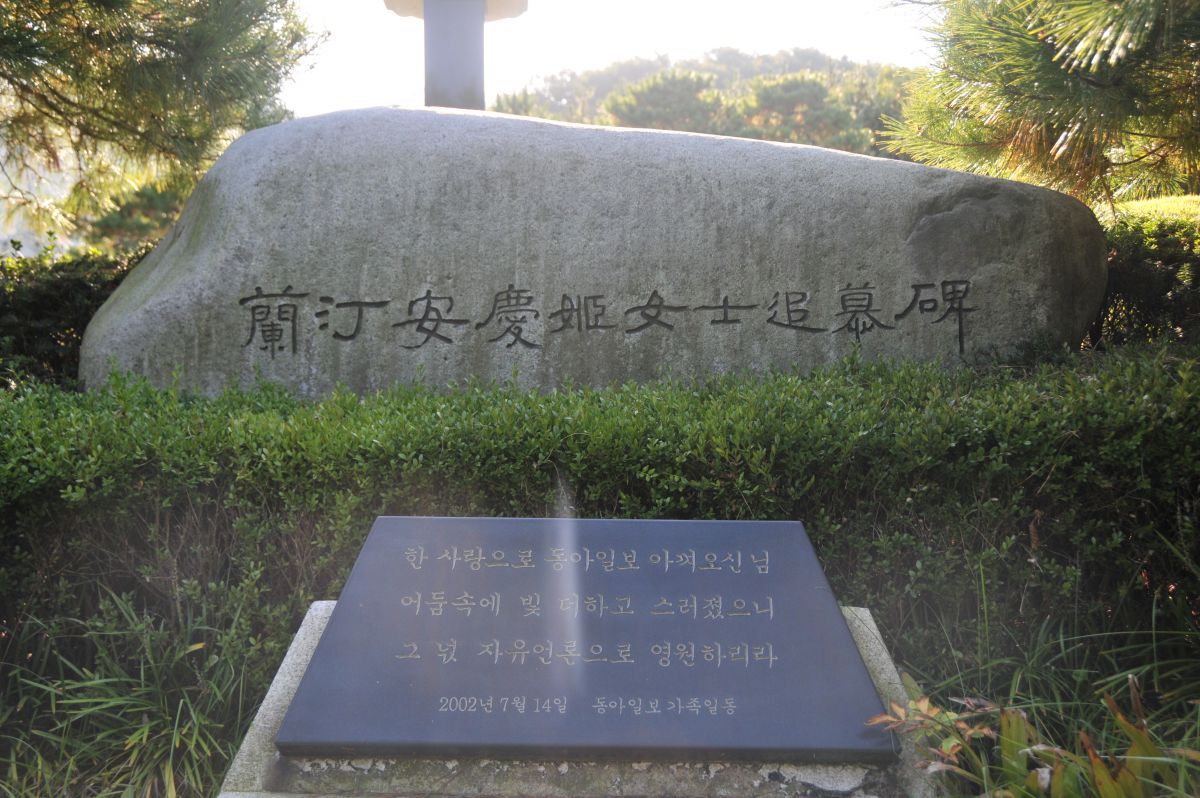 蘭汀安慶姬女士追慕碑
한 사랑으로 동아일보 아껴오신 님
어둠속에 빛 더하고 스러졌으니
그 넋 자유언론으로 영원하리라
2002년 7월 14일 동아일보 가족일동